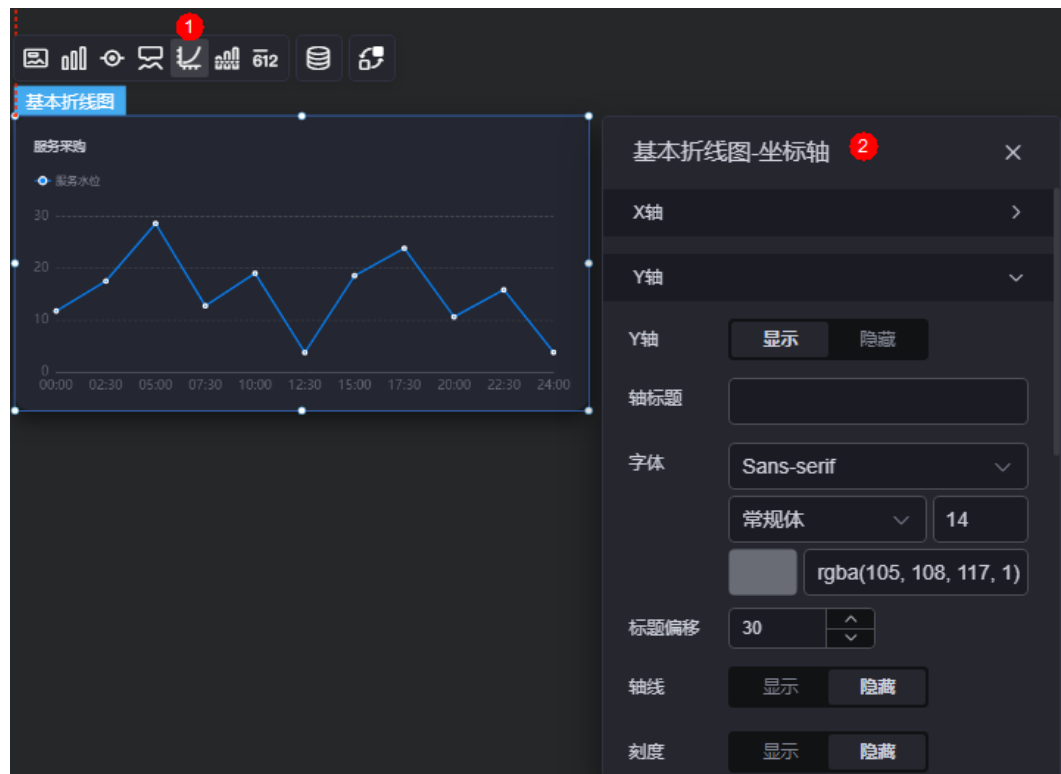 1
612
基本折线图
服务采购
服务水位
30
20
10
0
00:00 02:30 05:00 07:30 10:00 12:30 15:00 17:30 20:00 22:30 24:00
基本折线图-坐标轴 2
X轴
Y轴
Y轴 显示 隐藏
轴标题
字体 Sans-serif
常规体 14
rgba(105, 108, 117, 1)
标题偏移 30
轴线 显示 隐藏
刻度 显示 隐藏